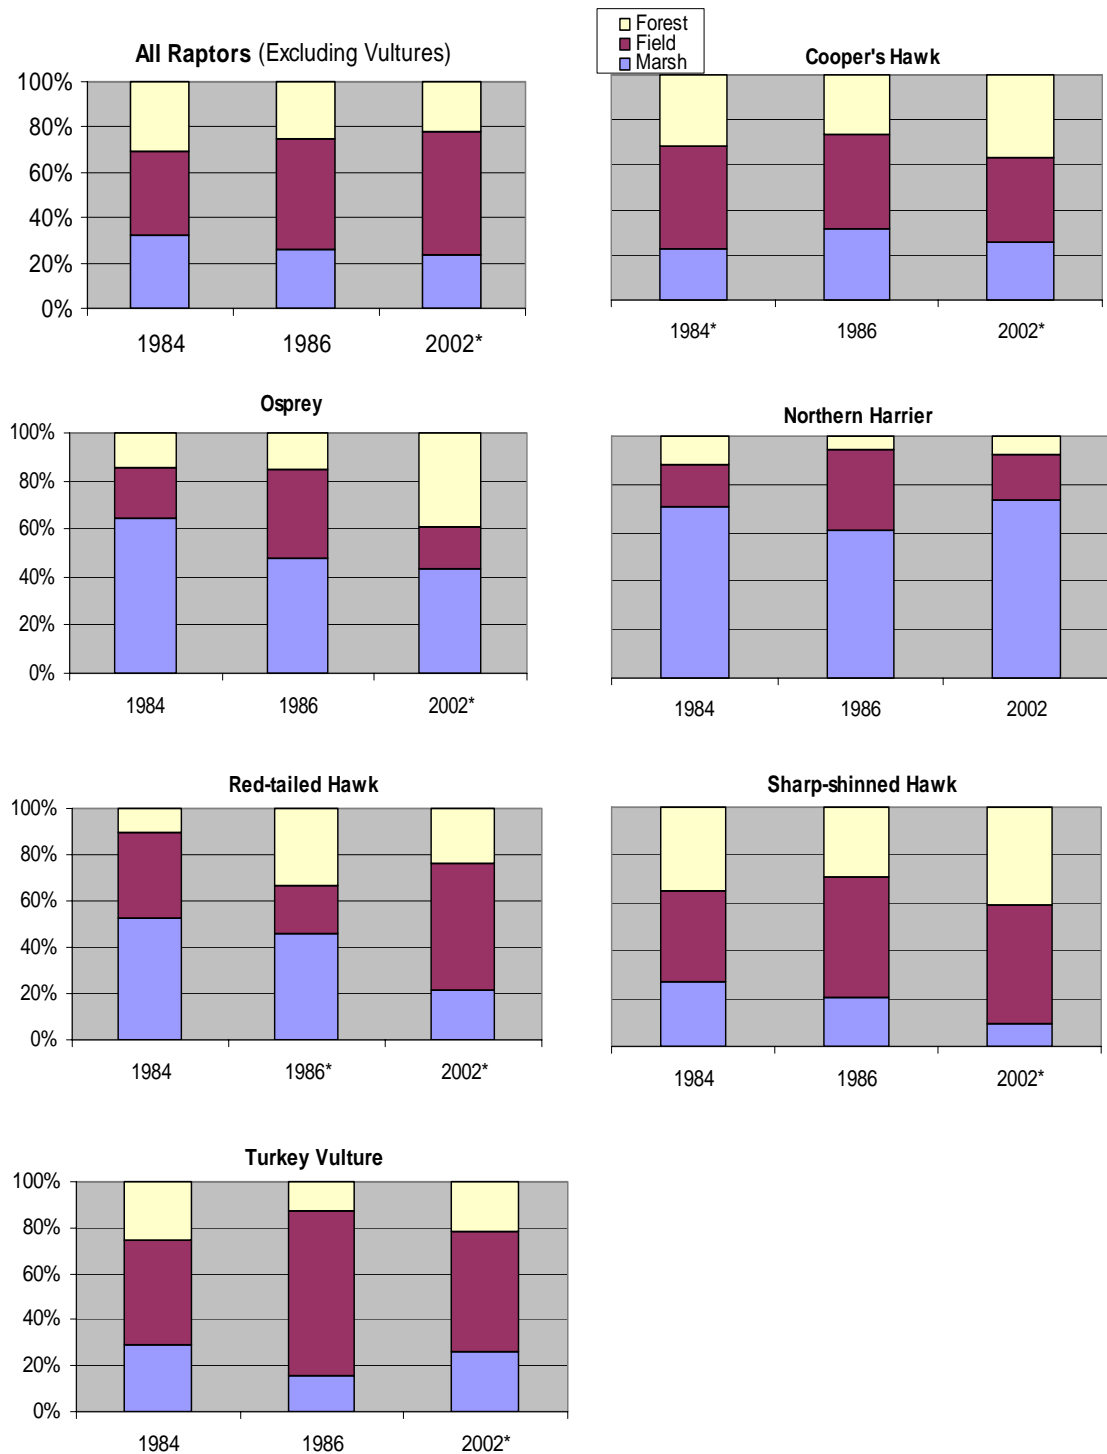 All Raptors (Excluding Vultures)
100%
80%
60%
40%
20%
0%
1984 1986 2002*
Forest
Field
Marsh
Cooper's Hawk
1984* 1986 2002*
Osprey
100%
80%
60%
40%
20%
0%
1984 1986 2002*
Northern Harrier
1984 1986 2002
Red-tailed Hawk
100%
80%
60%
40%
20%
0%
1984 1986* 2002*
Sharp-shinned Hawk
1984 1986 2002*
Turkey Vulture
100%
80%
60%
40%
20%
0%
1984 1986 2002*